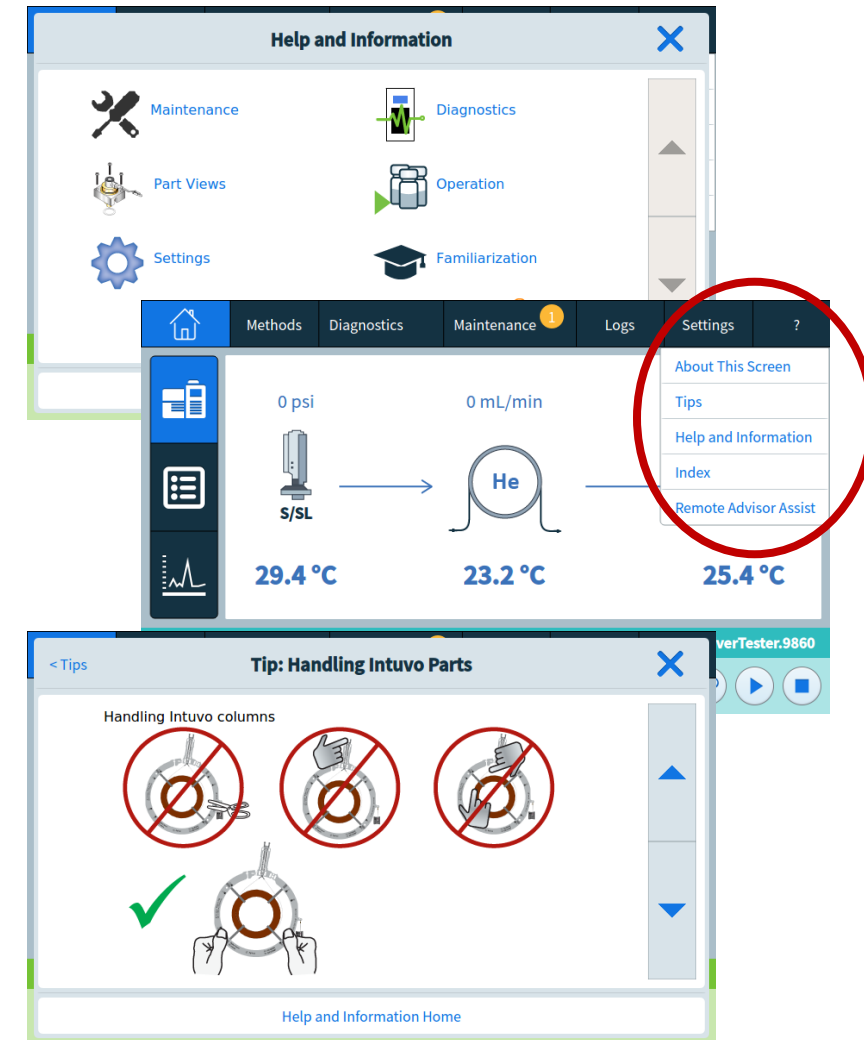 Help and Information
Maintenance
Diagnostics
Part Views
Operation
Settings
Familiarization
Methods
Diagnostics
Maintenance
1
Logs
Settings
?
About This Screen
Tips
Help and Information
Index
Remote Advisor Assist
0 psi
0 mL/min
He
S/SL
29.4 °C
23.2 °C
25.4 °C
verTester.9860
< Tips
Tip: Handling Intuvo Parts
Handling Intuvo columns
Help and Information Home